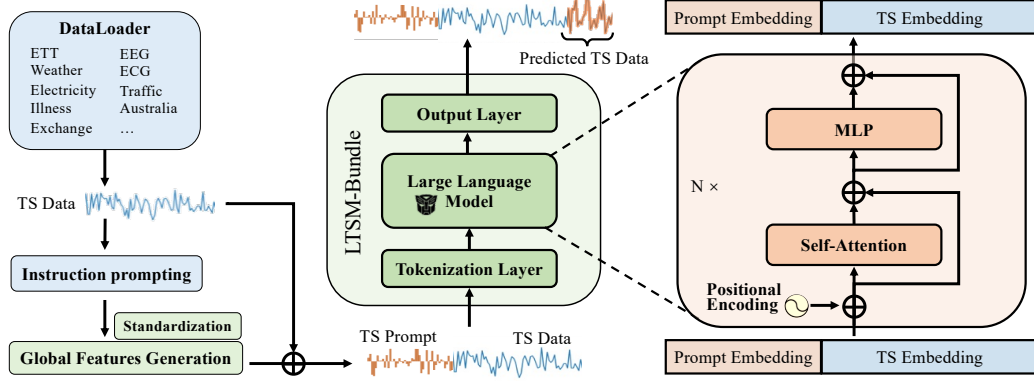 DataLoader
ETT
Weather
Electricity
Illness
Exchange
EEG
ECG
Traffic
Australia
…
TS Data
Instruction prompting
Standardization
Global Features Generation
Predicted TS Data
LTSM-Bundle
Output Layer
Large Language
Model
Tokenization Layer
TS Prompt
TS Data
Prompt Embedding
TS Embedding
MLP
N ×
Self-Attention
Positional
Encoding
Prompt Embedding
TS Embedding